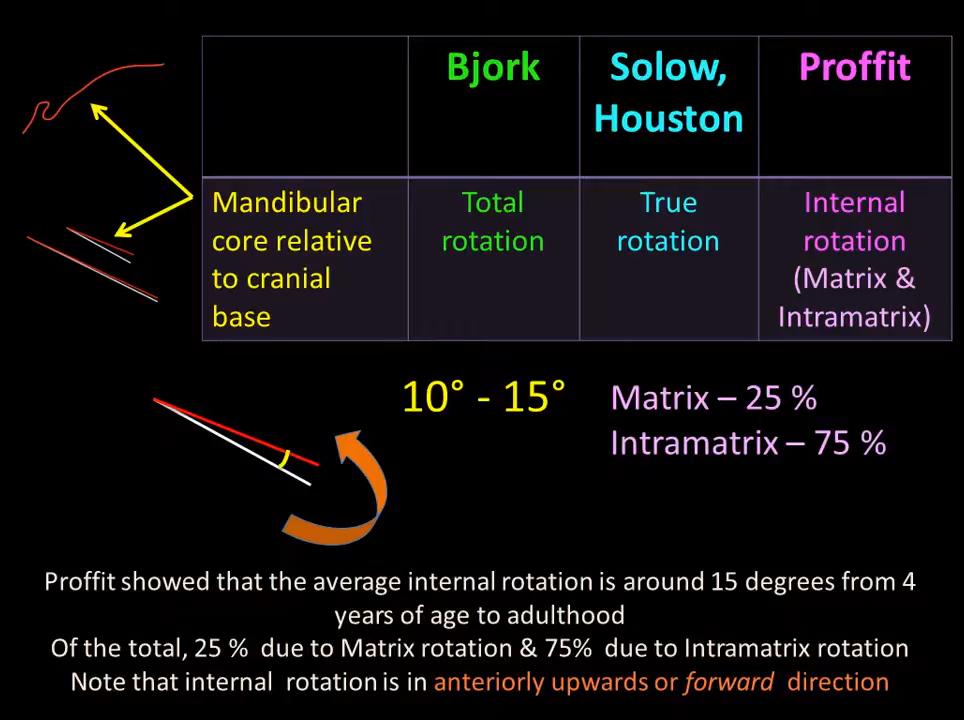 Bjork
Solow,
Houston
Proffit
Mandibular
core relative
to cranial
base
Total
rotation
True
rotation
Internal
rotation
(Matrix &
Intramatrix)
10° - 15°
Matrix – 25 %
Intramatrix – 75 %
Proffit showed that the average internal rotation is around 15 degrees from 4
years of age to adulthood
Of the total, 25 % due to Matrix rotation & 75% due to Intramatrix rotation
Note that internal rotation is in anteriorly upwards or forward direction